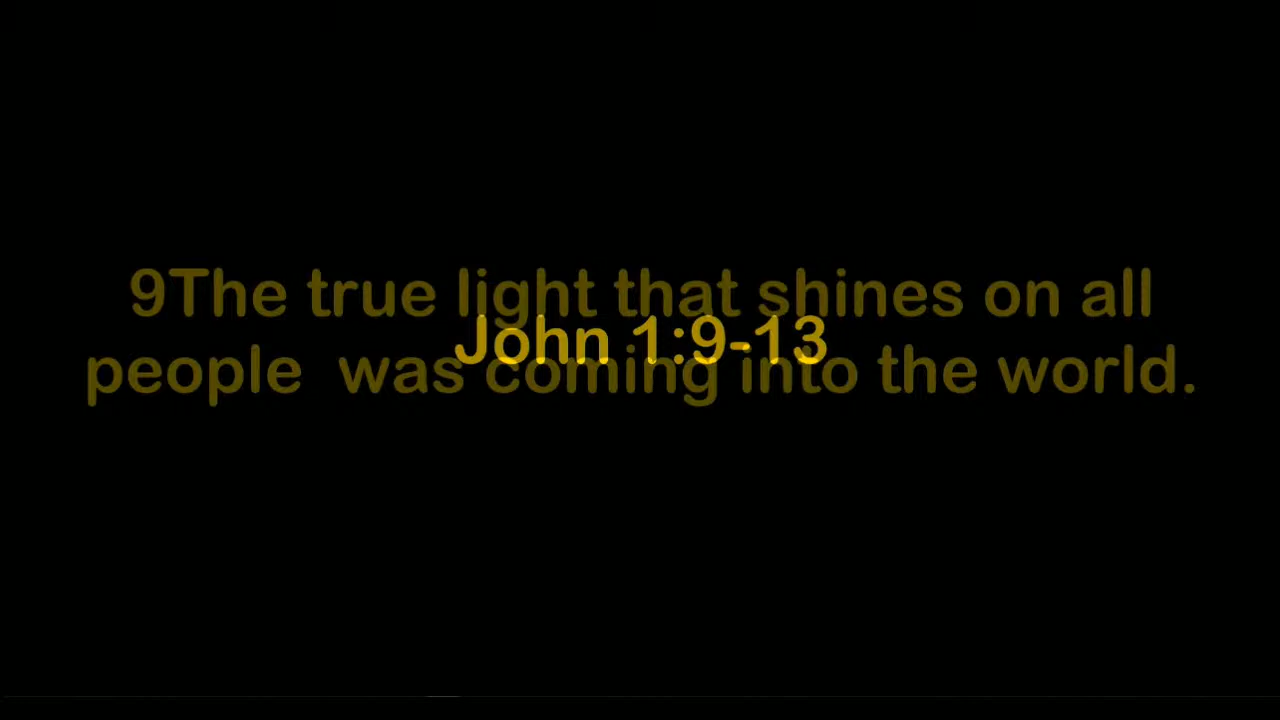 9The true light that shines on all
John 1:9-13
people  was coming into the world.